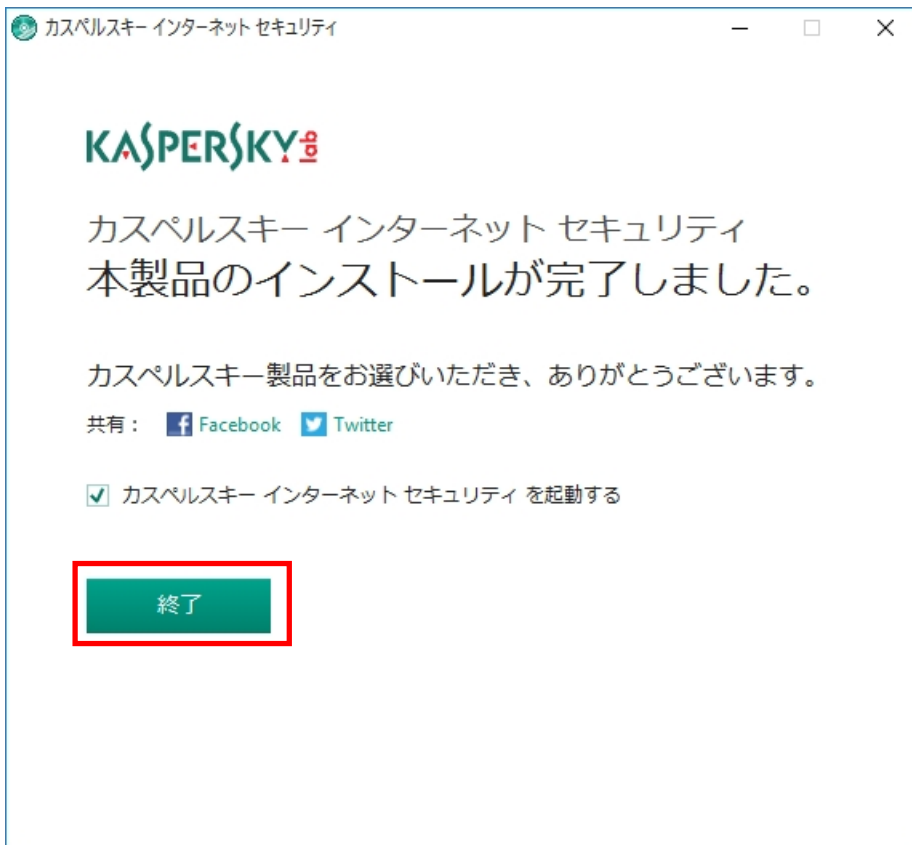 カスペルスキー インターネット セキュリティ
KASPERSKY lab
カスペルスキー インターネット セキュリティ
本製品のインストールが完了しました。
カスペルスキー製品をお選びいただき、ありがとうございます。
共有： Facebook Twitter
カスペルスキー インターネット セキュリティ を起動する
終了